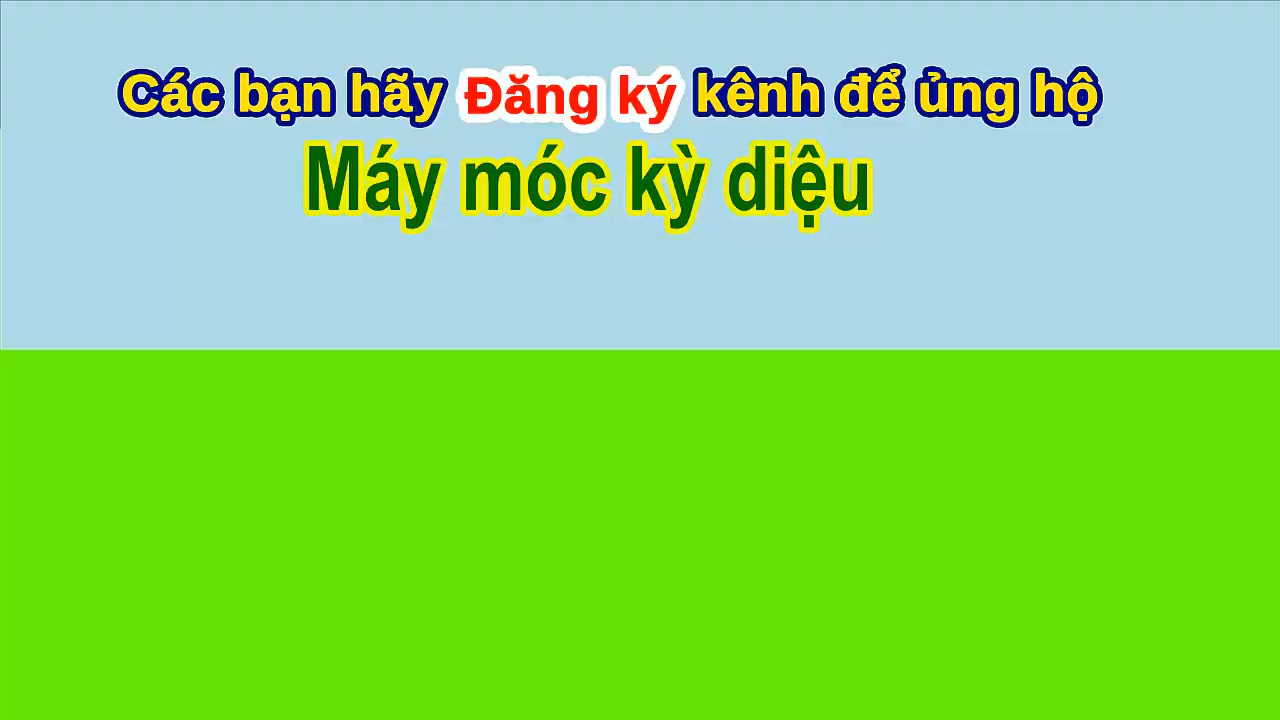 Các bạn hãy Đăng ký kênh để ủng hộ
Máy móc kỳ diệu